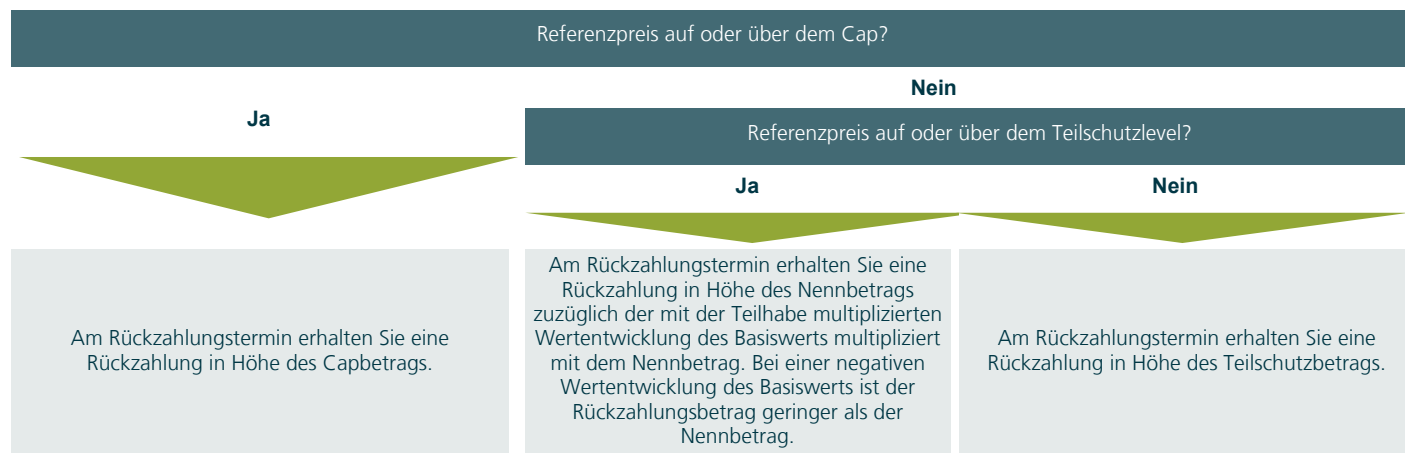 Referenzpreis auf oder über dem Cap?
Ja
Nein
Referenzpreis auf oder über dem Teilschutzlevel?
Ja
Nein
Am Rückzahlungstermin erhalten Sie eine
Rückzahlung in Höhe des Capbetrags.
Am Rückzahlungstermin erhalten Sie eine
Rückzahlung in Höhe des Nennbetrags
zuzüglich der mit der Teilhabe multiplizierten
Wertentwicklung des Basiswerts multipliziert
mit dem Nennbetrag. Bei einer negativen
Wertentwicklung des Basiswerts ist der
Rückzahlungsbetrag geringer als der
Nennbetrag.
Am Rückzahlungstermin erhalten Sie eine
Rückzahlung in Höhe des Teilschutzbetrags.